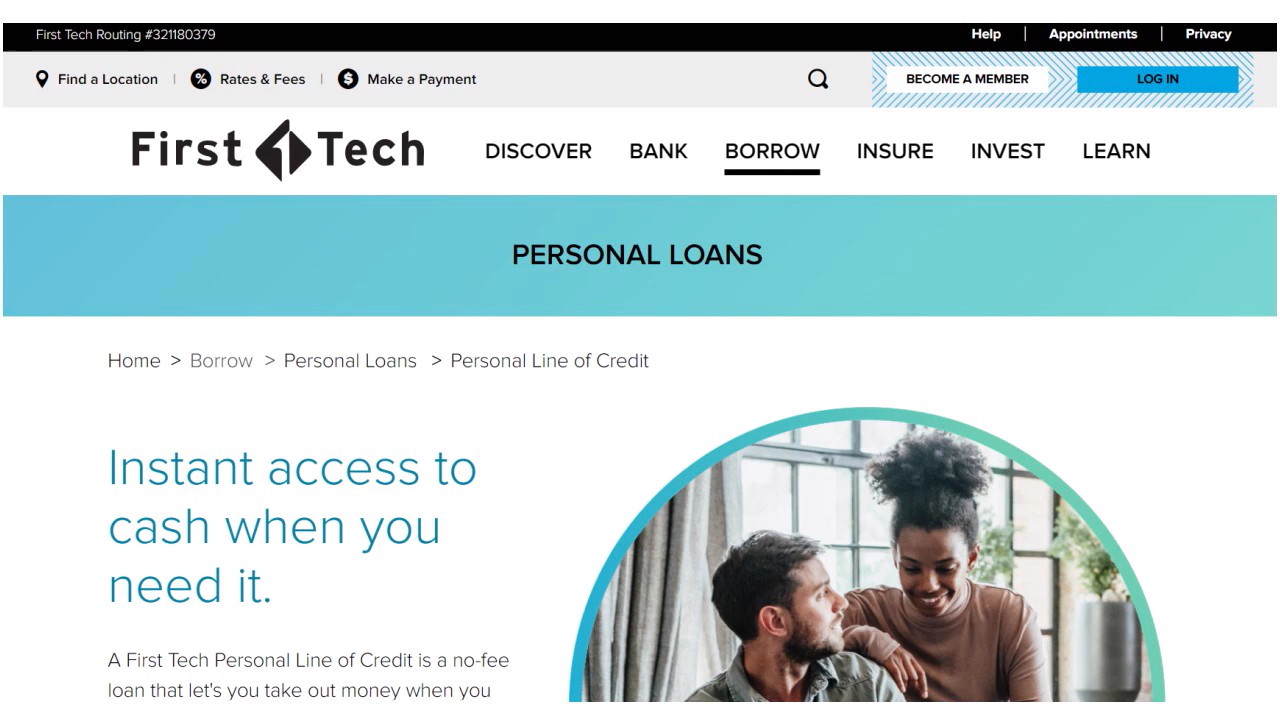 First Tech Routing #321180379
Help | Appointments | Privacy
Find a Location | % Rates & Fees | $ Make a Payment
BECOME A MEMBER
LOG IN
First Tech
DISCOVER BANK BORROW INSURE INVEST LEARN
PERSONAL LOANS
Home > Borrow > Personal Loans > Personal Line of Credit
Instant access to
cash when you
need it.
A First Tech Personal Line of Credit is a no-fee
loan that let's you take out money when you